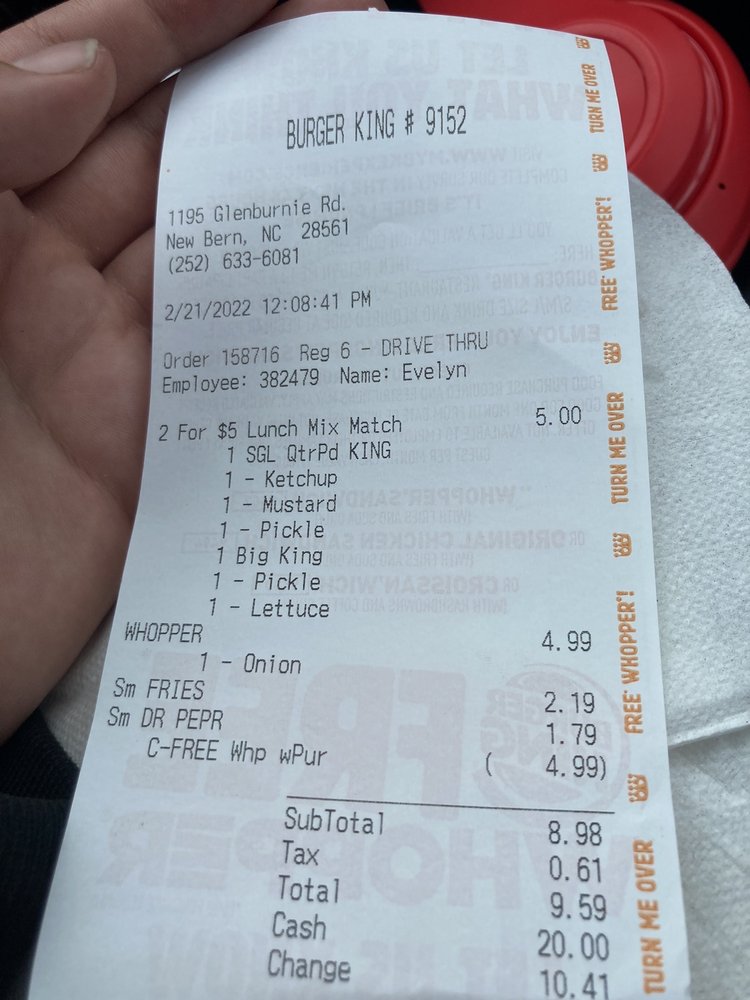 BURGER KING # 9152
1195 Glenburnie Rd.
New Bern, NC 28561
(252) 633-6081
2/21/2022 12:08:41 PM
Order 158716 Reg 6 - DRIVE THRU
Employee: 382479 Name: Evelyn
2 For $5 Lunch Mix Match 5.00
1 SGL QtrPd KING
1 - Ketchup
1 - Mustard
1 - Pickle
1 Big King
1 - Pickle
1 - Lettuce
WHOPPER 4.99
1 - Onion
Sm FRIES 2.19
Sm DR PEPR 1.79
C-FREE Whp wPur ( 4.99)
SubTotal 8.98
Tax 0.61
Total 9.59
Cash 20.00
Change 10.41
TURN ME OVER
FREE WHOPPER!
TURN ME OVER
FREE WHOPPER!
TURN ME OVER